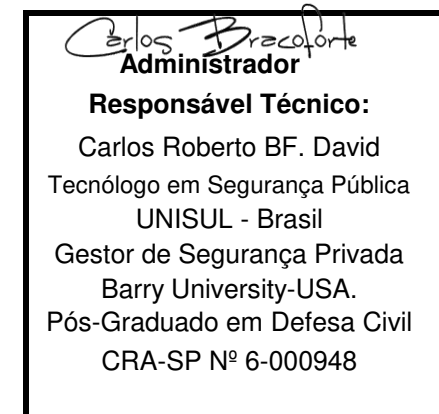 Carlos Bracoforte
Administrador
Responsável Técnico:
Carlos Roberto BF. David
Tecnólogo em Segurança Pública
UNISUL - Brasil
Gestor de Segurança Privada
Barry University-USA.
Pós-Graduado em Defesa Civil
CRA-SP Nº 6-000948